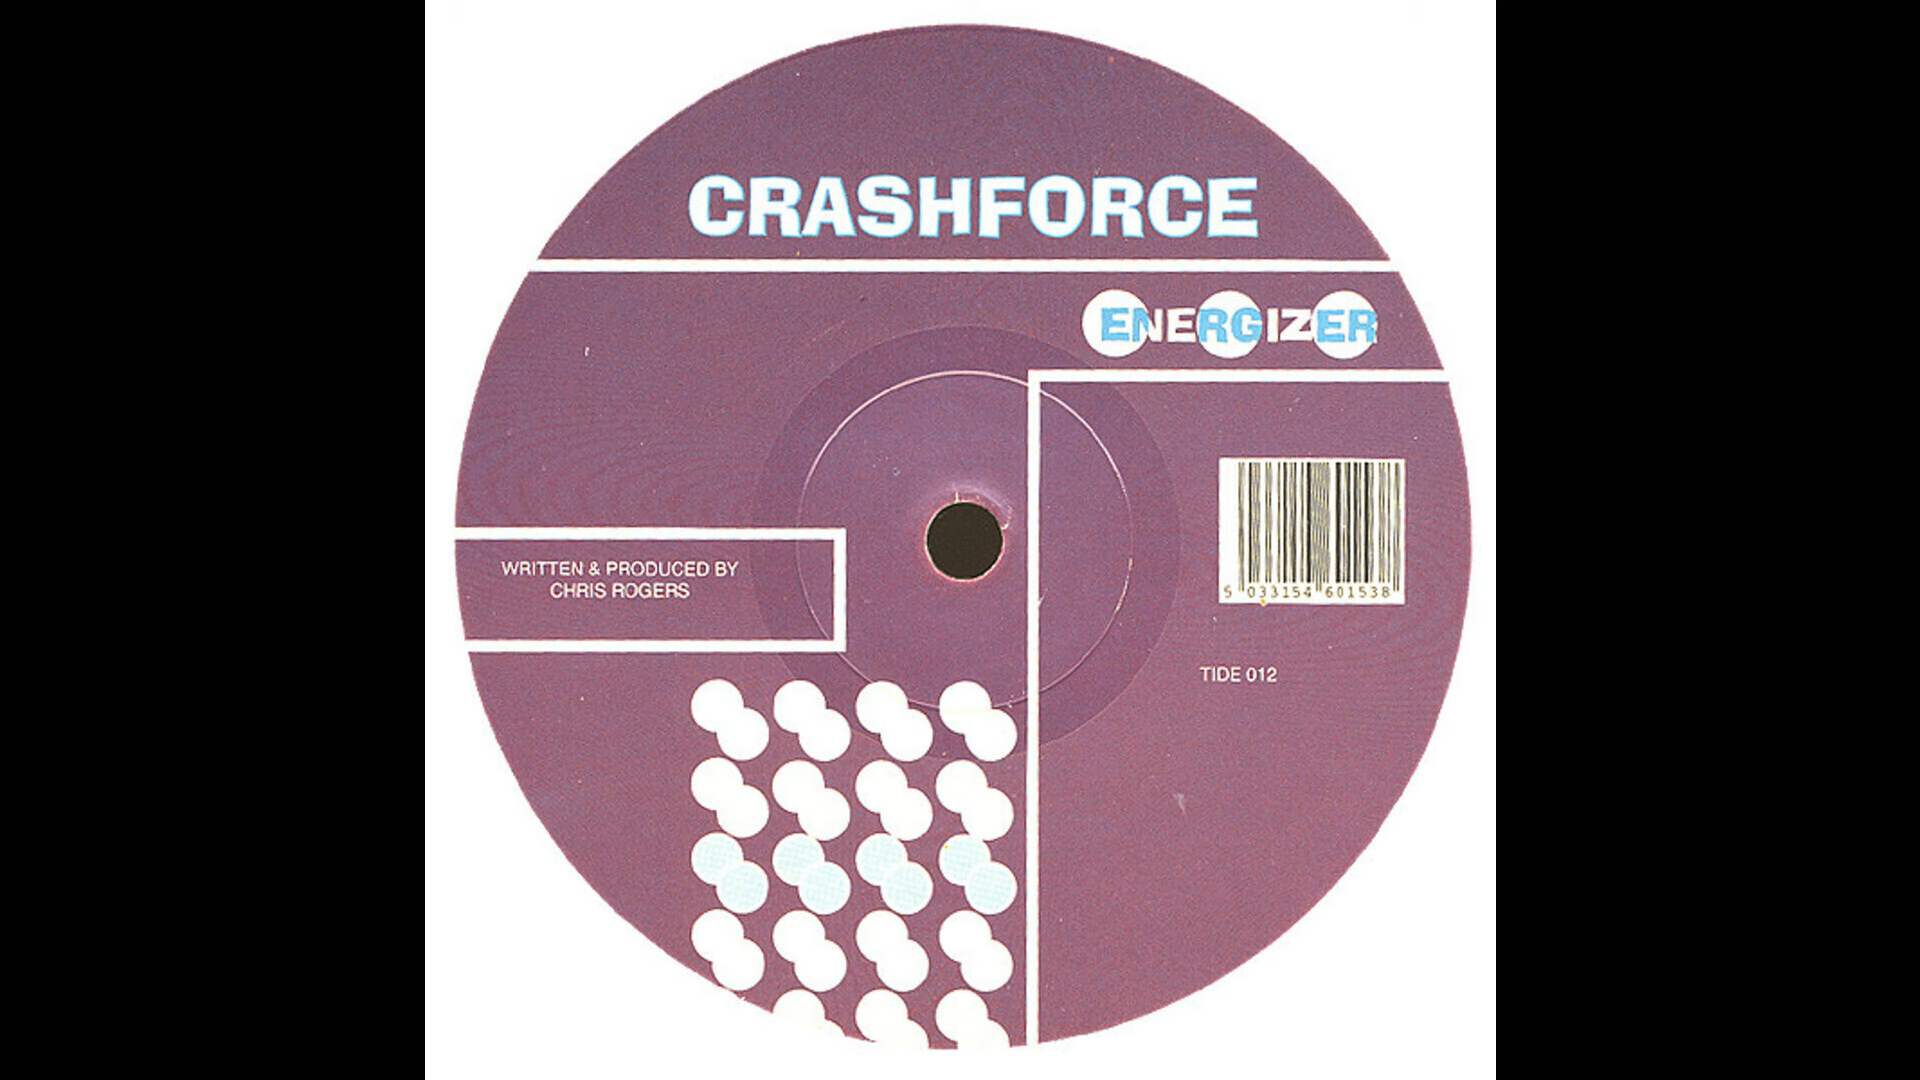 CRASHFORCE
ENERGIZER
WRITTEN & PRODUCED BY
CHRIS ROGERS
5 033154 601538
TIDE 012